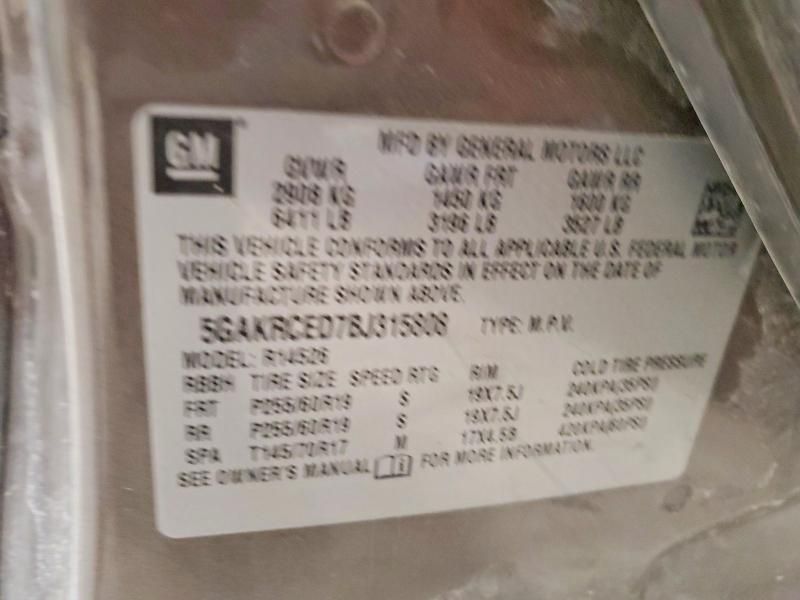 GM
MFD BY GENERAL MOTORS LLC
GVWR GAWR FRT GAWR RR
2908 KG 1450 KG 1600 KG
6411 LB 3196 LB 3527 LB
THIS VEHICLE CONFORMS TO ALL APPLICABLE U.S. FEDERAL MOTOR
VEHICLE SAFETY STANDARDS IN EFFECT ON THE DATE OF
MANUFACTURE SHOWN ABOVE.
5GAKRCED7BJ315808 TYPE: M.P.V.
MODEL: R14526
RBBH TIRE SIZE SPEED RTG RIM COLD TIRE PRESSURE
FRT P255/60R19 S 19X7.5J 240KPA(35PSI)
RR P255/60R19 S 19X7.5J 240KPA(35PSI)
SPA T145/70R17 M 17X4.5B 420KPA(60PSI)
SEE OWNER'S MANUAL FOR MORE INFORMATION.